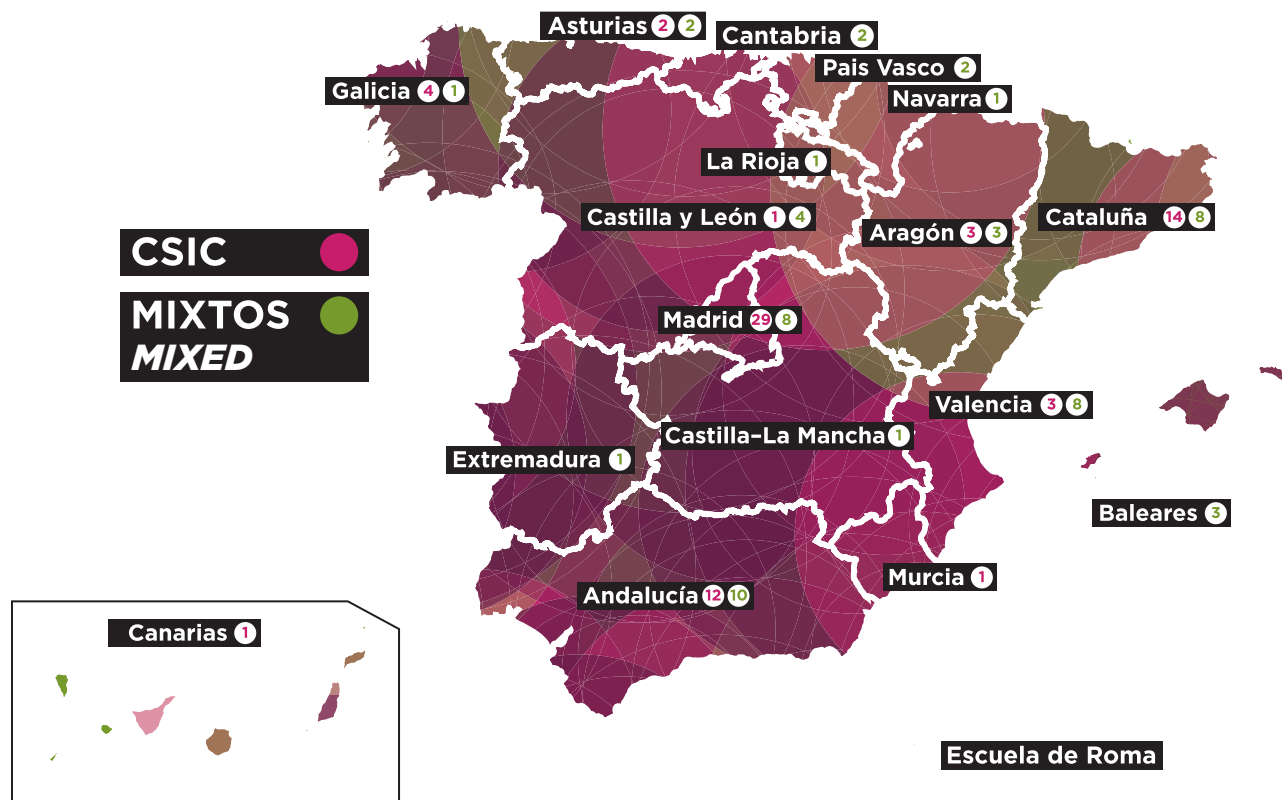 Asturias 2 2
Cantabria 2
Pais Vasco 2
Galicia 4 1
Navarra 1
La Rioja 1
Castilla y León 1 4
Aragón 3 3
Cataluña 14 8
CSIC
MIXTOS
MIXED
Madrid 29 8
Valencia 3 8
Castilla–La Mancha 1
Extremadura 1
Baleares 3
Murcia 1
Andalucía 12 10
Canarias 1
Escuela de Roma